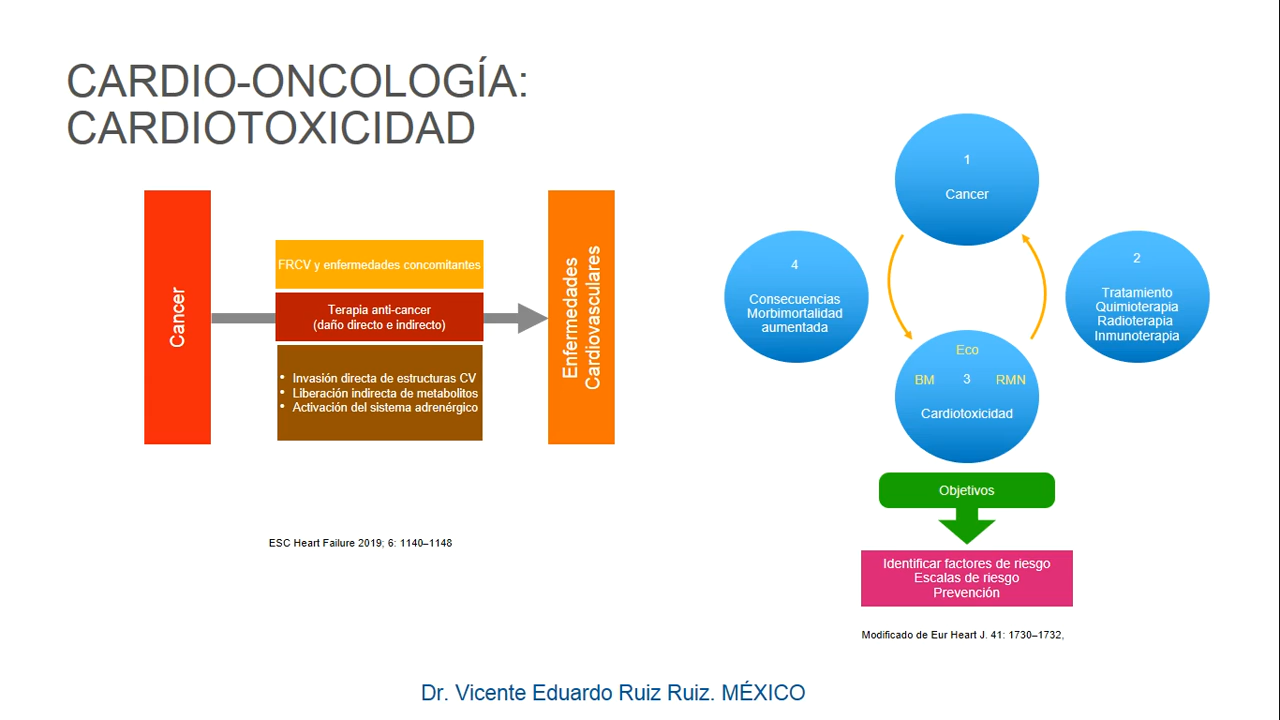 CARDIO-ONCOLOGÍA:
CARDIOTOXICIDAD
Cancer
FRCV y enfermedades concomitantes
Terapia anti-cancer
(daño directo e indirecto)
• Invasión directa de estructuras CV
• Liberación indirecta de metabolitos
• Activación del sistema adrenérgico
Enfermedades
Cardiovasculares
ESC Heart Failure 2019; 6: 1140–1148
1
Cancer
2
Tratamiento
Quimioterapia
Radioterapia
Inmunoterapia
Eco
BM 3 RMN
Cardiotoxicidad
4
Consecuencias
Morbimortalidad
aumentada
Objetivos
Identificar factores de riesgo
Escalas de riesgo
Prevención
Modificado de Eur Heart J. 41: 1730–1732,
Dr. Vicente Eduardo Ruiz Ruiz. MÉXICO